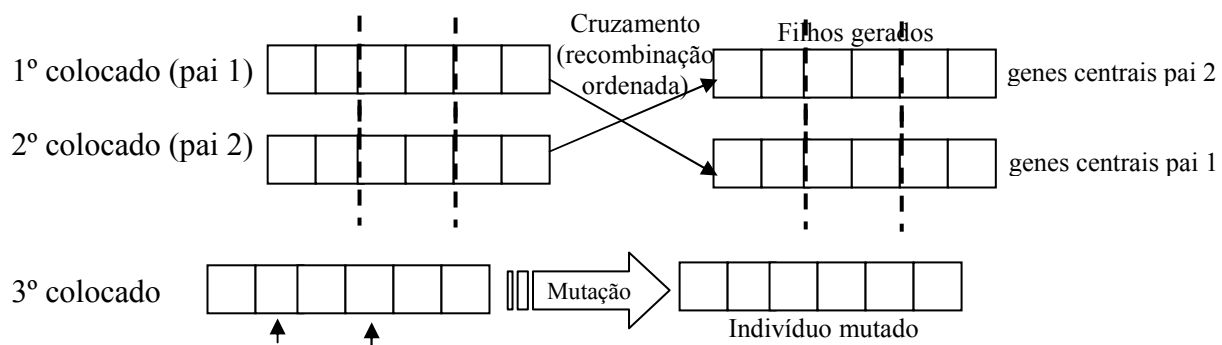 Cruzamento
(recombinação
ordenada)
Filhos gerados
1º colocado (pai 1)
genes centrais pai 2
2º colocado (pai 2)
genes centrais pai 1
3º colocado
Mutação
Indivíduo mutado